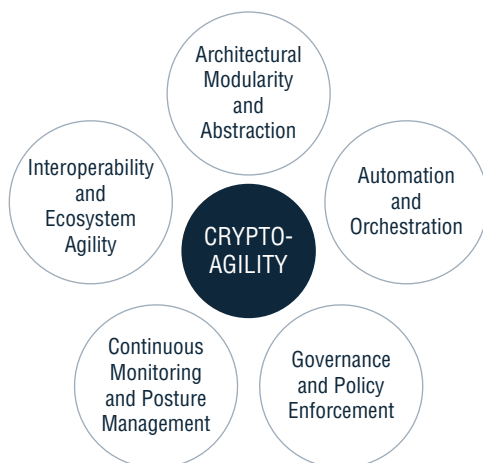 Architectural
Modularity
and
Abstraction
Interoperability
and
Ecosystem
Agility
CRYPTO-
AGILITY
Automation
and
Orchestration
Continuous
Monitoring
and Posture
Management
Governance
and Policy
Enforcement